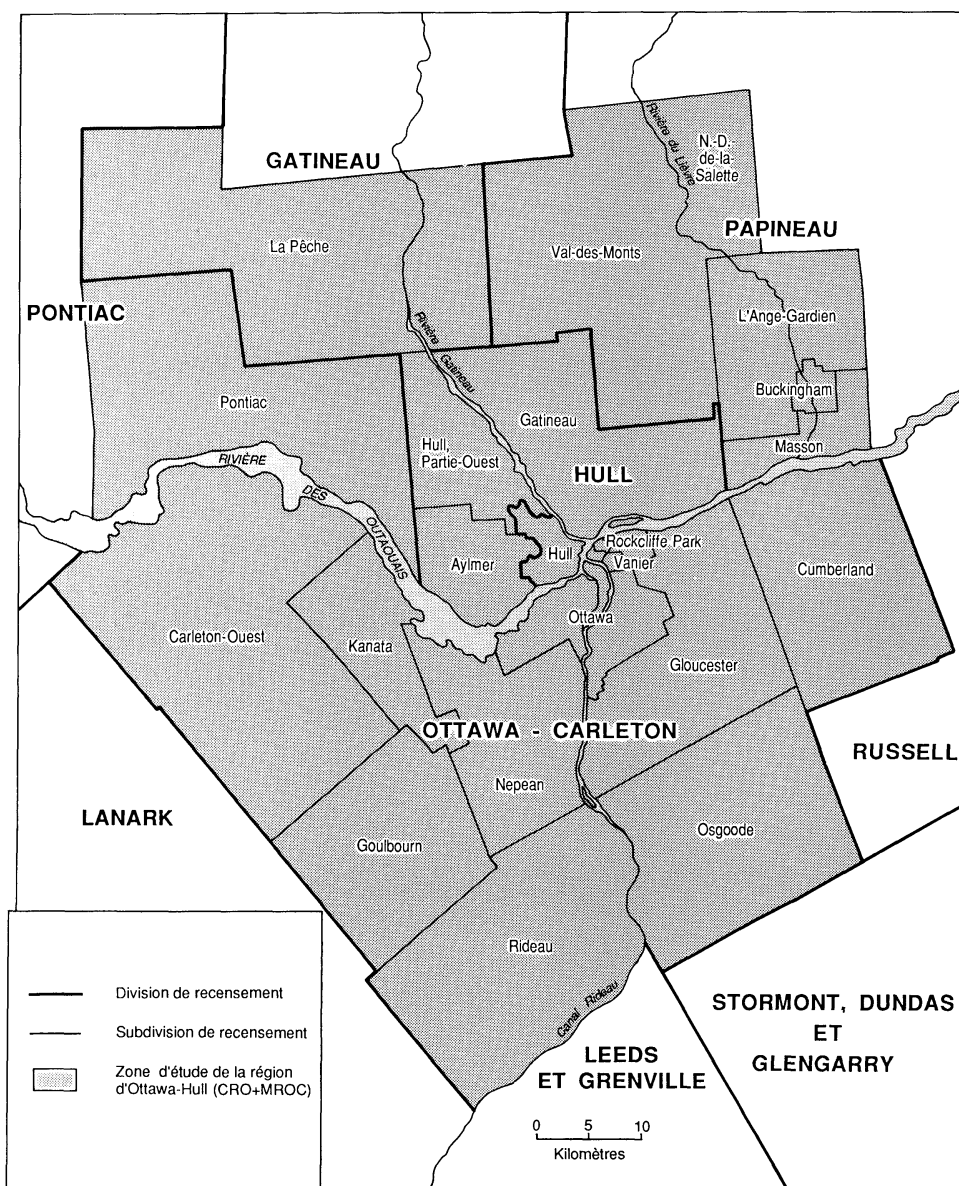 GATINEAU
Rivière du Lièvre
N.-D.
de-la-
Salette
PAPINEAU
La Pêche
Val-des-Monts
PONTIAC
L'Ange-Gardien
Rivière Gatineau
Buckingham
Pontiac
Gatineau
Hull,
Partie-Ouest
Masson
RIVIÈRE
DES
OUTAOUAIS
HULL
Rockcliffe Park
Hull
Vanier
Aylmer
Cumberland
Ottawa
Carleton-Ouest
Kanata
Gloucester
OTTAWA - CARLETON
RUSSELL
Nepean
LANARK
Osgoode
Goulbourn
Rideau
Canal Rideau
STORMONT, DUNDAS
ET
GLENGARRY
LEEDS
ET GRENVILLE
Division de recensement
Subdivision de recensement
Zone d'étude de la région
d'Ottawa-Hull (CRO+MROC)
0 5 10
Kilomètres